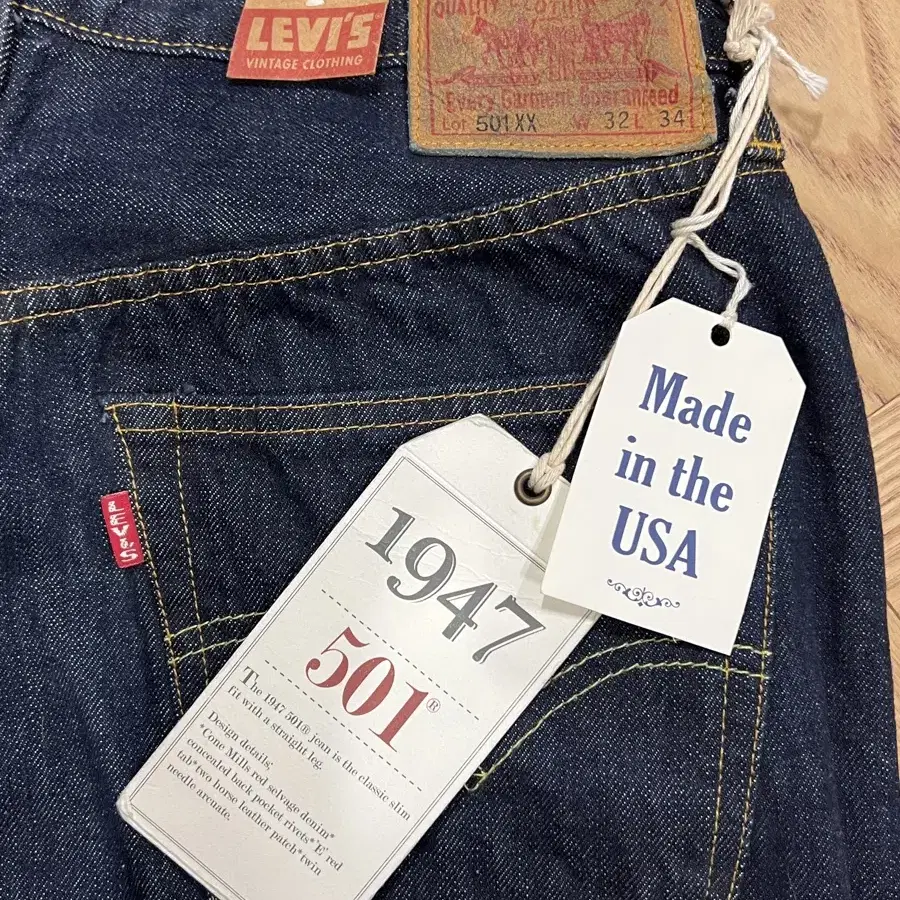 LEVI'S
VINTAGE CLOTHING
QUALITY CLOTHING
Every Garment Guaranteed
Lot 501XX W 32 L 34
Made
in the
USA
LEVI'S
1947
501®
The 1947 501® jean is the classic slim
fit with a straight leg.
Design details;
*Cone Mills red selvage denim*
concealed back pocket rivets*'E' red
tab*two horse leather patch*twin
needle arcuate.